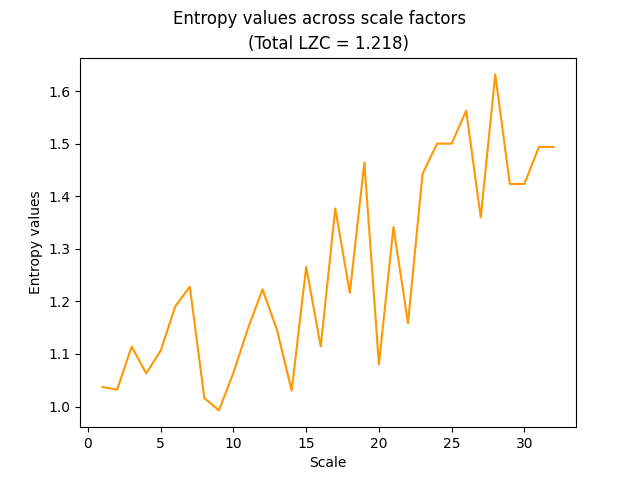 Entropy values across scale factors
(Total LZC = 1.218)
1.6
1.5
1.4
1.3
1.2
1.1
1.0
Entropy values
0 5 10 15 20 25 30
Scale